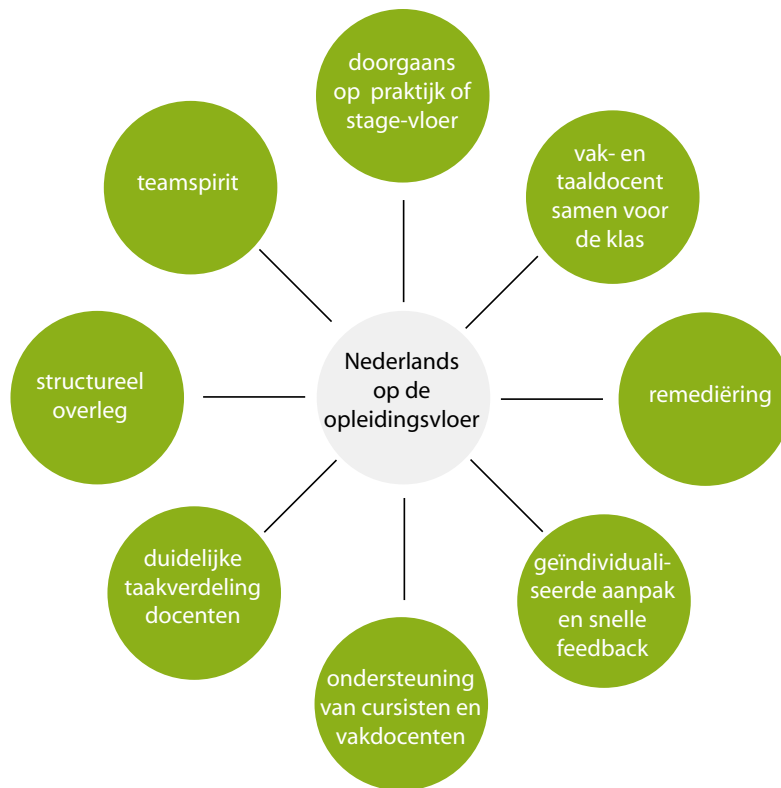 doorgaans
op praktijk of
stage-vloer
vak- en
taaldocent
samen voor
de klas
remediëring
geïndividuali-
seerde aanpak
en snelle
feedback
ondersteuning
van cursisten en
vakdocenten
duidelijke
taakverdeling
docenten
structureel
overleg
teamspirit
Nederlands
op de
opleidingsvloer